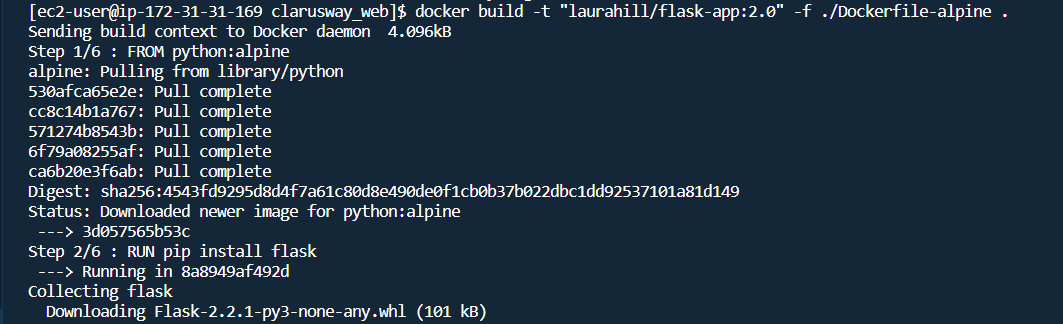 [ec2-user@ip-172-31-31-169 clarusway_web]$ docker build -t "laurahill/flask-app:2.0" -f ./Dockerfile-alpine .
Sending build context to Docker daemon  4.096kB
Step 1/6 : FROM python:alpine
alpine: Pulling from library/python
530afca65e2e: Pull complete
cc8c14b1a767: Pull complete
571274b8543b: Pull complete
6f79a08255af: Pull complete
ca6b20e3f6ab: Pull complete
Digest: sha256:4543fd9295d8d4f7a61c80d8e490de0f1cb0b37b022dbc1dd92537101a81d149
Status: Downloaded newer image for python:alpine
 ---> 3d057565b53c
Step 2/6 : RUN pip install flask
 ---> Running in 8a8949af492d
Collecting flask
  Downloading Flask-2.2.1-py3-none-any.whl (101 kB)